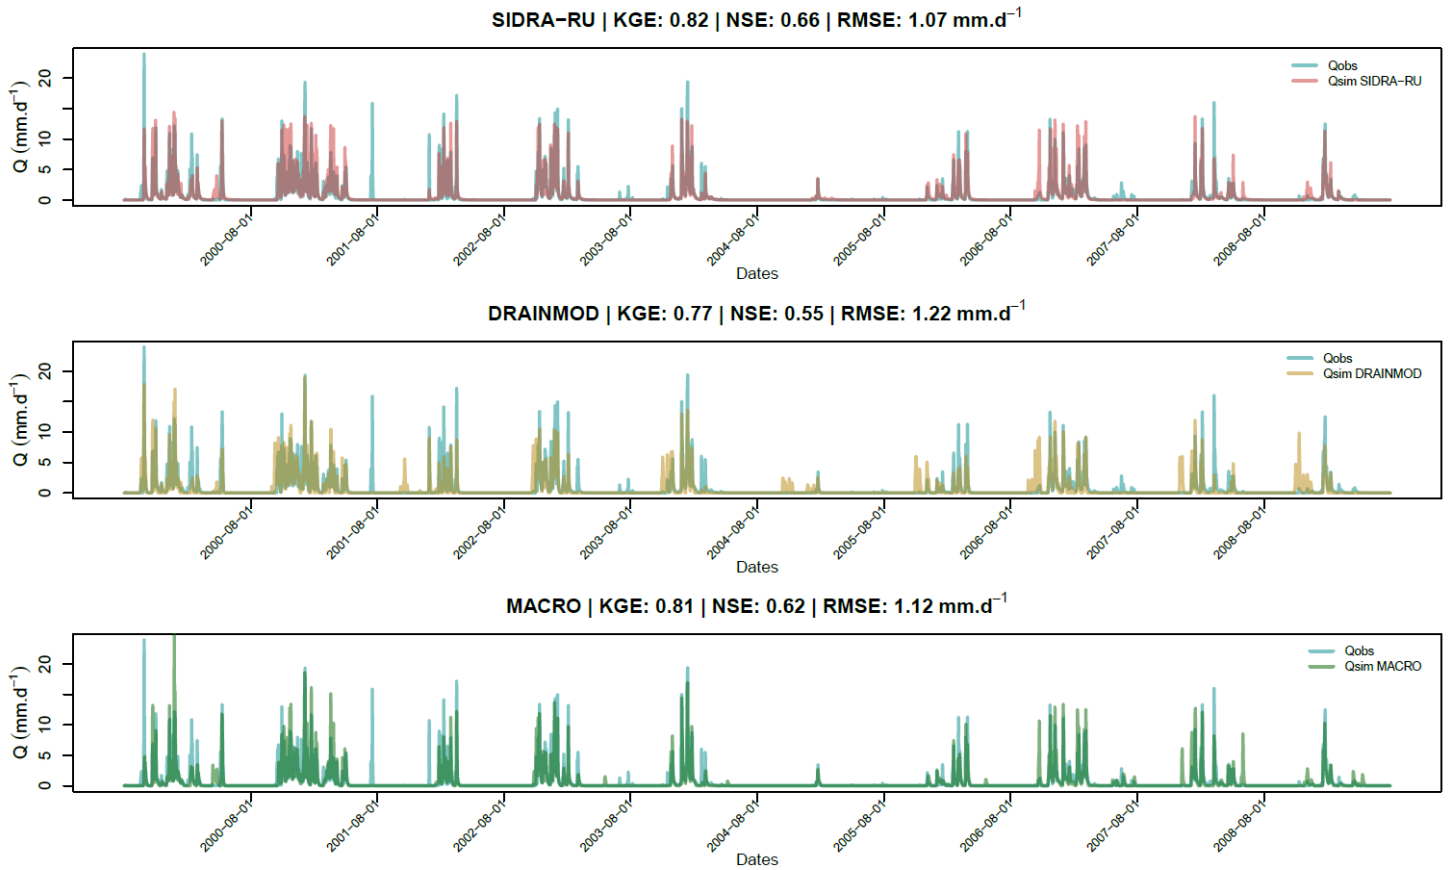 SIDRA−RU | KGE: 0.82 | NSE: 0.66 | RMSE: 1.07 mm.d−1
Q (mm.d−1)
20
10
5
0
Qobs
Qsim SIDRA−RU
2000−08−01
2001−08−01
2002−08−01
2003−08−01
2004−08−01
2005−08−01
2006−08−01
2007−08−01
2008−08−01
Dates
DRAINMOD | KGE: 0.77 | NSE: 0.55 | RMSE: 1.22 mm.d−1
Q (mm.d−1)
20
10
5
0
Qobs
Qsim DRAINMOD
2000−08−01
2001−08−01
2002−08−01
2003−08−01
2004−08−01
2005−08−01
2006−08−01
2007−08−01
2008−08−01
Dates
MACRO | KGE: 0.81 | NSE: 0.62 | RMSE: 1.12 mm.d−1
Q (mm.d−1)
20
10
5
0
Qobs
Qsim MACRO
2000−08−01
2001−08−01
2002−08−01
2003−08−01
2004−08−01
2005−08−01
2006−08−01
2007−08−01
2008−08−01
Dates